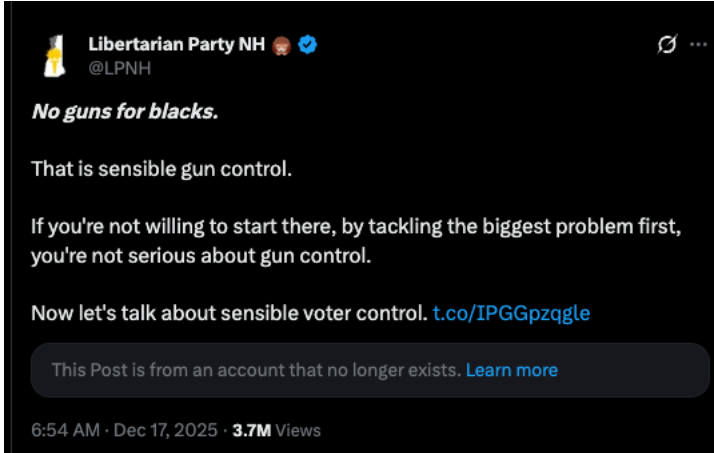 Libertarian Party NH
@LPNH
No guns for blacks.
That is sensible gun control.
If you're not willing to start there, by tackling the biggest problem first,
you're not serious about gun control.
Now let's talk about sensible voter control. t.co/IPGGpzqgle
This Post is from an account that no longer exists. Learn more
6:54 AM · Dec 17, 2025 · 3.7M Views